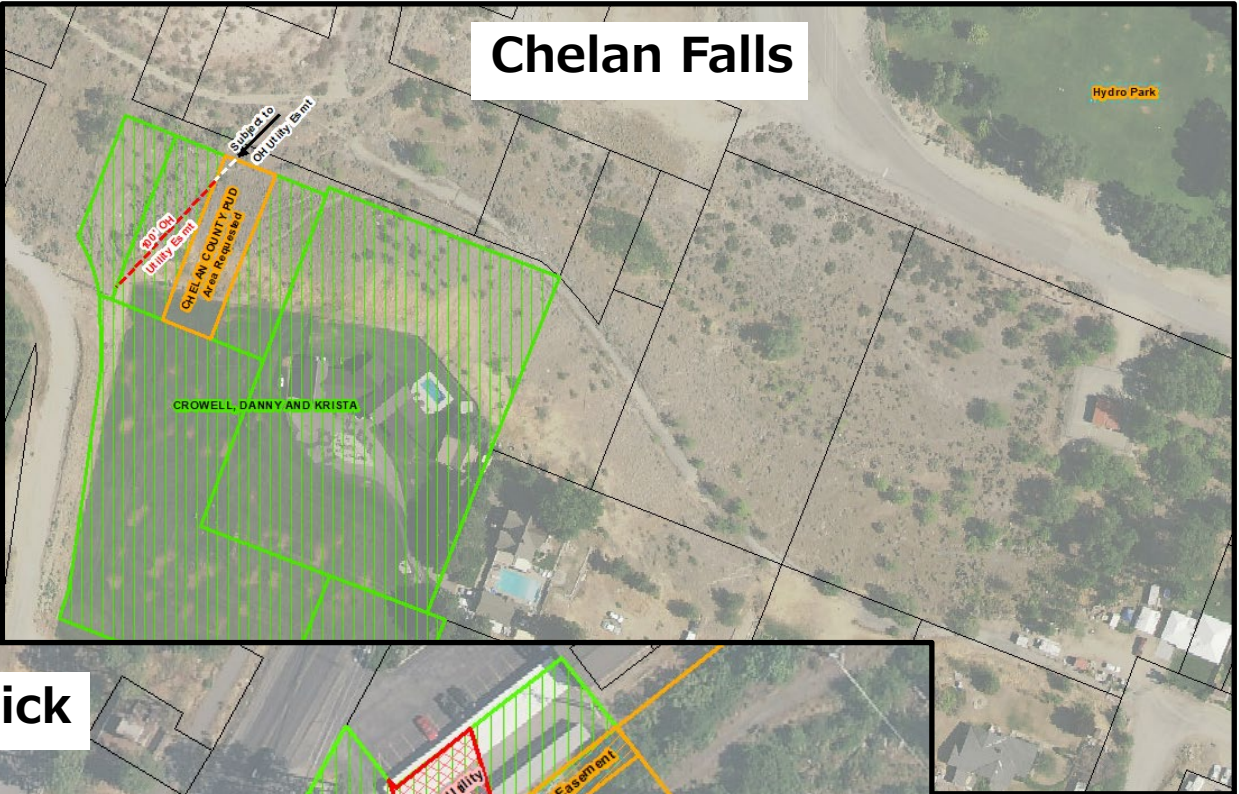 Chelan Falls
Hydro Park
Subject to
OH Utility Esmt
100' OH
Utility Esmt
CHELAN COUNTY PUD
Area Requested
CROWELL, DANNY AND KRISTA
ick
Utility
Easement